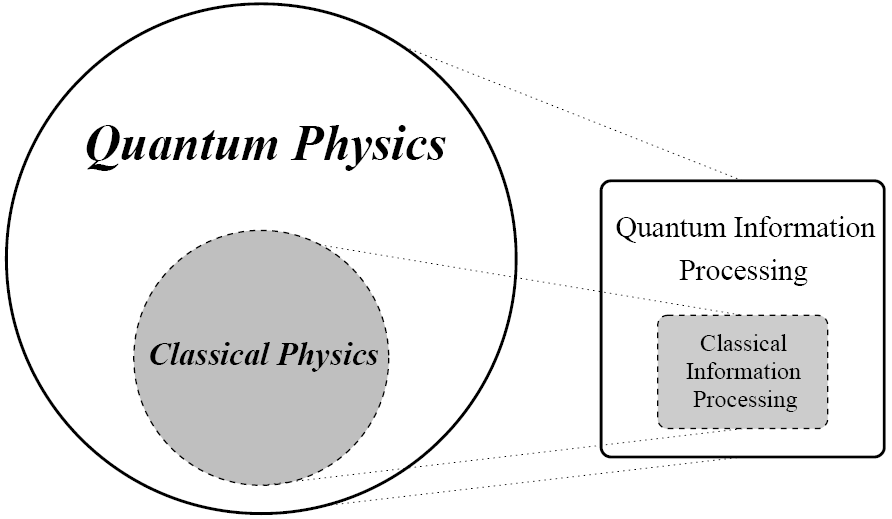 Quantum Physics
Classical Physics
Quantum Information
Processing
Classical
Information
Processing